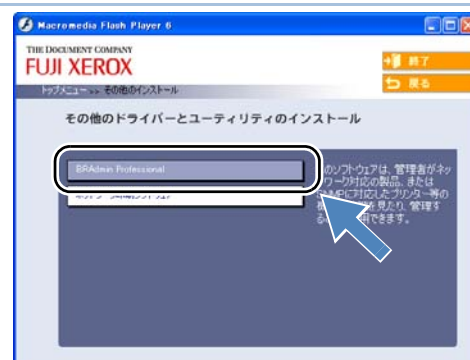 Macromedia Flash Player 6
THE DOCUMENT COMPANY
FUJI XEROX
終了
戻る
トップメニュー >> その他のインストール
その他のドライバーとユーティリティのインストール
BRAdmin Professional
のソフトウェアは、管理者がネッ
ワーク対応の製品、または
NMPに対応したプリンター等の
を見たり、管理す
できます。